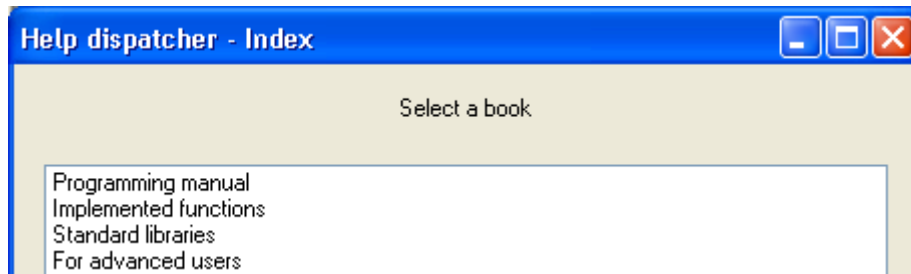 Help dispatcher - Index
Select a book
Programming manual
Implemented functions
Standard libraries
For advanced users